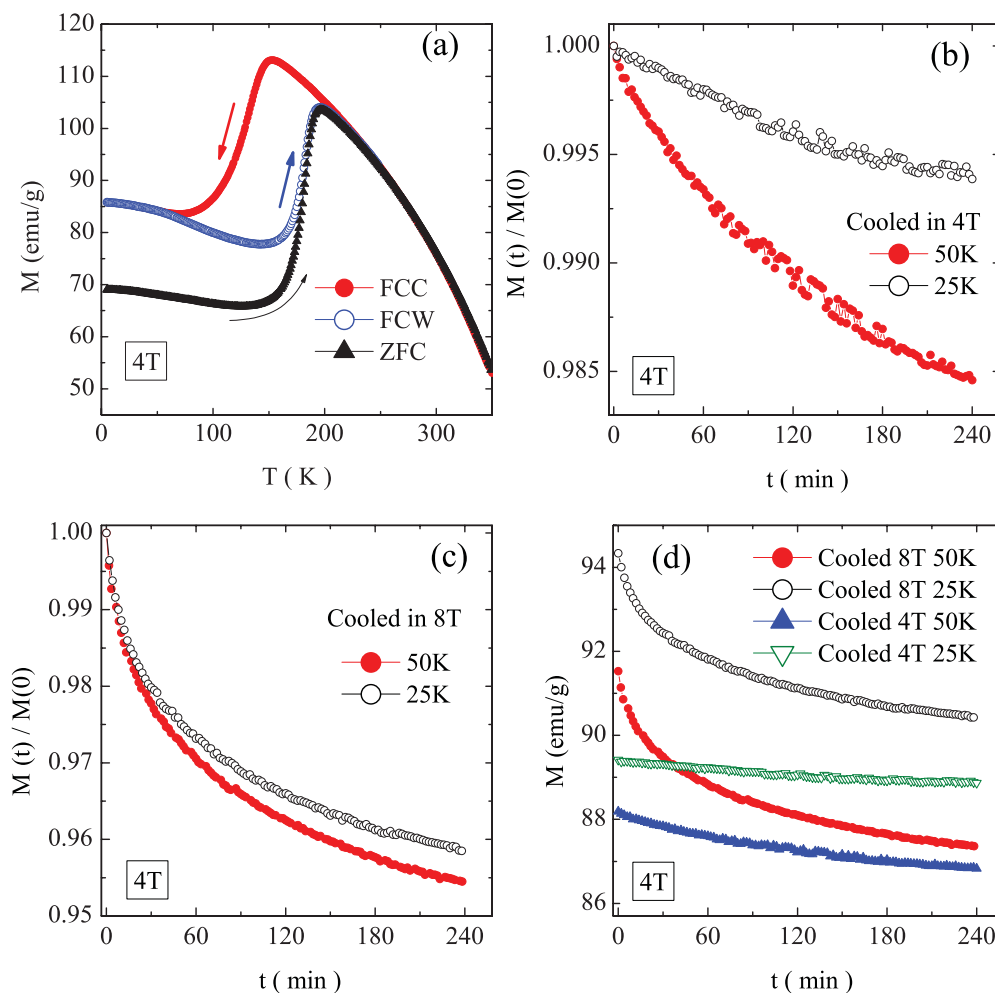 (a)
M (emu/g)
120
110
100
90
80
70
60
50
FCC
FCW
ZFC
4T
0
100
200
300
T ( K )
(b)
M (t) / M(0)
1.000
0.995
0.990
0.985
Cooled in 4T
50K
25K
4T
0
60
120
180
240
t ( min )
(c)
M (t) / M(0)
1.00
0.99
0.98
0.97
0.96
0.95
Cooled in 8T
50K
25K
4T
0
60
120
180
240
t ( min )
(d)
M (emu/g)
94
92
90
88
86
Cooled 8T 50K
Cooled 8T 25K
Cooled 4T 50K
Cooled 4T 25K
4T
0
60
120
180
240
t ( min )